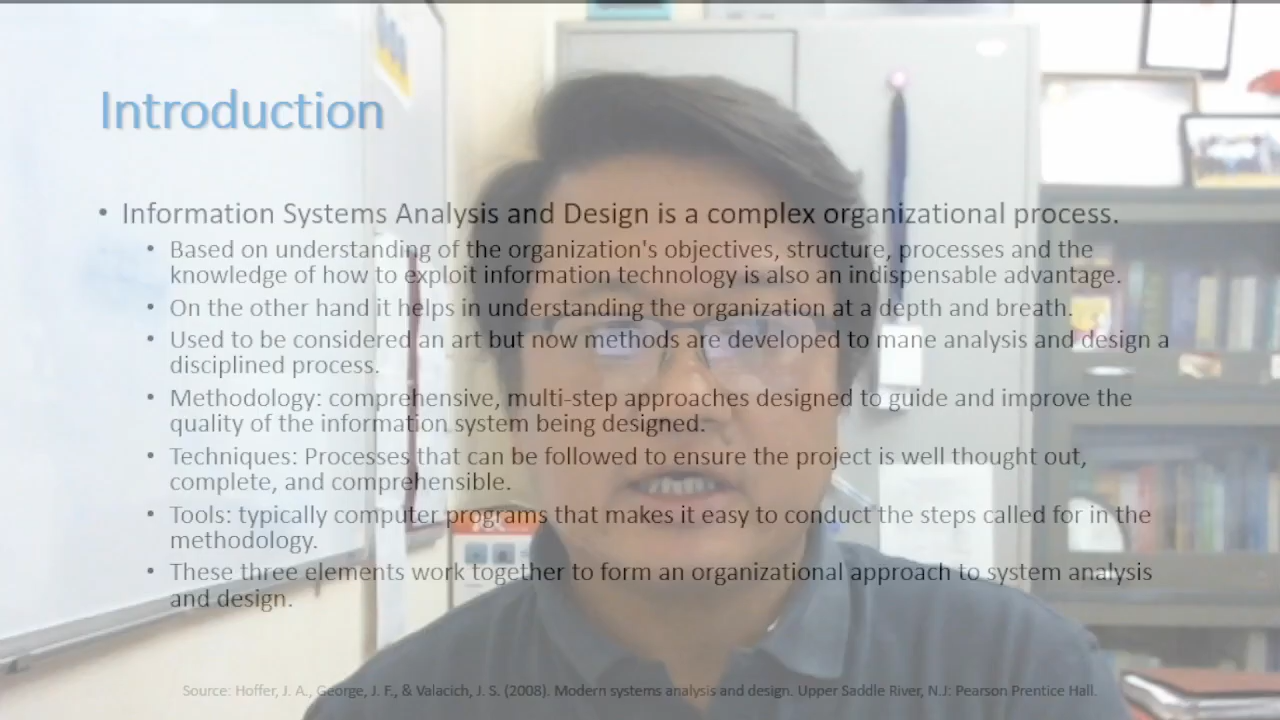 Introduction
• Information Systems Analysis and Design is a complex organizational process.
• Based on understanding of the organization's objectives, structure, processes and the
knowledge of how to exploit information technology is also an indispensable advantage.
• On the other hand it helps in understanding the organization at a depth and breath.
• Used to be considered an art but now methods are developed to mane analysis and design a
disciplined process.
• Methodology: comprehensive, multi-step approaches designed to guide and improve the
quality of the information system being designed.
• Techniques: Processes that can be followed to ensure the project is well thought out,
complete, and comprehensible.
• Tools: typically computer programs that makes it easy to conduct the steps called for in the
methodology.
• These three elements work together to form an organizational approach to system analysis
and design.
Source: Hoffer, J. A., George, J. F., & Valacich, J. S. (2008). Modern systems analysis and design. Upper Saddle River, N.J: Pearson Prentice Hall.